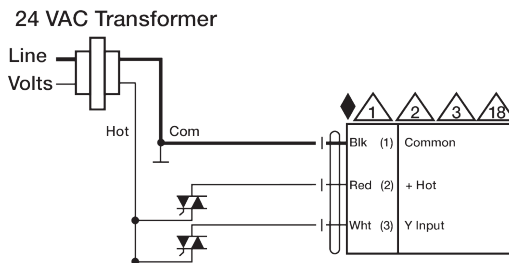 24 VAC Transformer
Line
Volts
Hot
Com
1 2 3 18
Blk (1) Common
Red (2) + Hot
Wht (3) Y Input